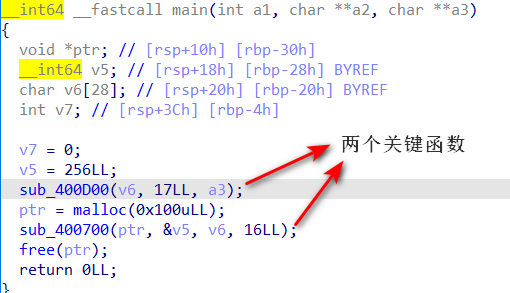 __int64 __fastcall main(int a1, char **a2, char **a3)
{
void *ptr; // [rsp+10h] [rbp-30h]
__int64 v5; // [rsp+18h] [rbp-28h] BYREF
char v6[28]; // [rsp+20h] [rbp-20h] BYREF
int v7; // [rsp+3Ch] [rbp-4h]
v7 = 0;
两个关键函数
v5 = 256LL;
sub_400D00(v6, 17LL, a3);
ptr = malloc(0x100uLL);
sub_400700(ptr, &v5, v6, 16LL);
free(ptr);
return 0LL;
}